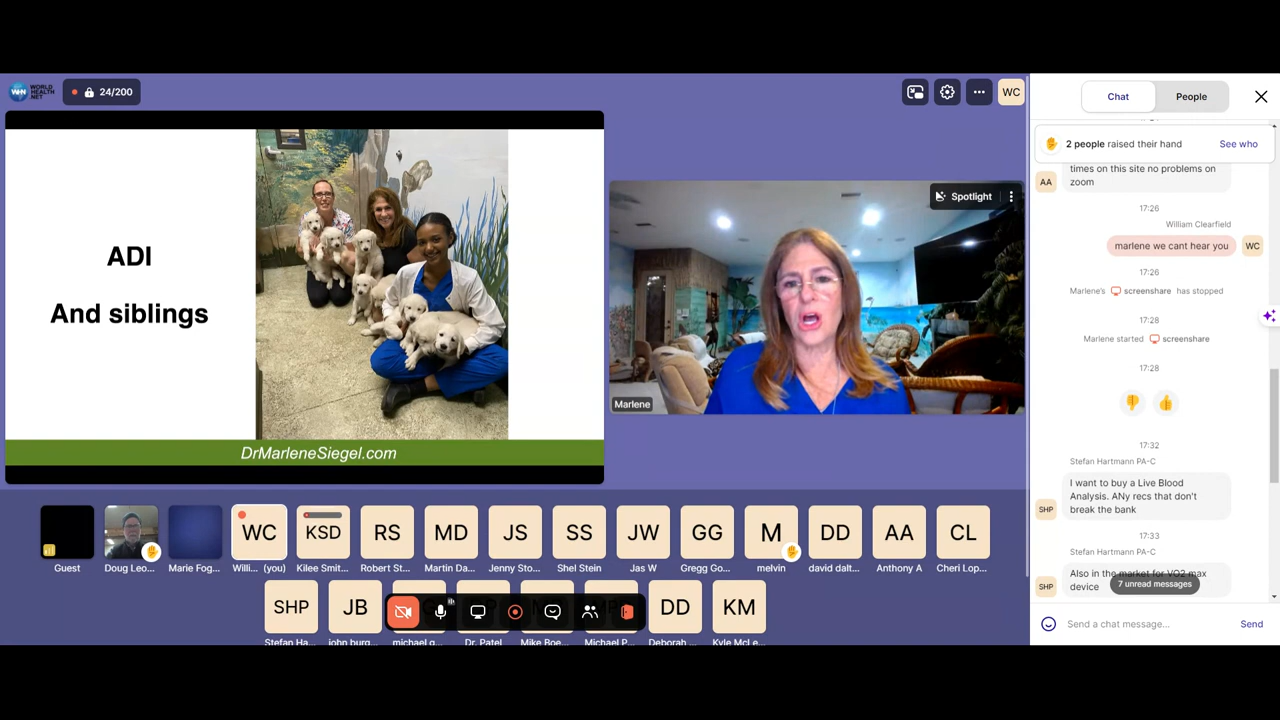 WHN WORLD HEALTH NET
24/200
WC
ADI
And siblings
DrMarleneSiegel.com
Spotlight
Marlene
Chat
People
2 people raised their hand
See who
times on this site no problems on
zoom
AA
17:26
William Clearfield
marlene we cant hear you
WC
17:26
Marlene's screenshare has stopped
17:28
Marlene started screenshare
17:28
17:32
Stefan Hartmann PA-C
I want to buy a Live Blood
Analysis. ANy recs that don't
break the bank
SHP
17:33
Stefan Hartmann PA-C
Also in the market for VO2 max
device
SHP
7 unread messages
Send a chat message...
Send
WC
KSD
RS
MD
JS
SS
JW
GG
M
DD
AA
CL
Guest
Doug Leo...
Marie Fog...
Willi... (you)
Kilee Smit...
Robert St...
Martin Da...
Jenny Sto...
Shel Stein
Jas W
Gregg Go...
melvin
david dalt...
Anthony A
Cheri Lop...
SHP
JB
DD
KM
Stefan Ha...
john burg...
michael g...
Dr. Patel
Mike Boe...
Michael P...
Deborah ...
Kyle McLe...